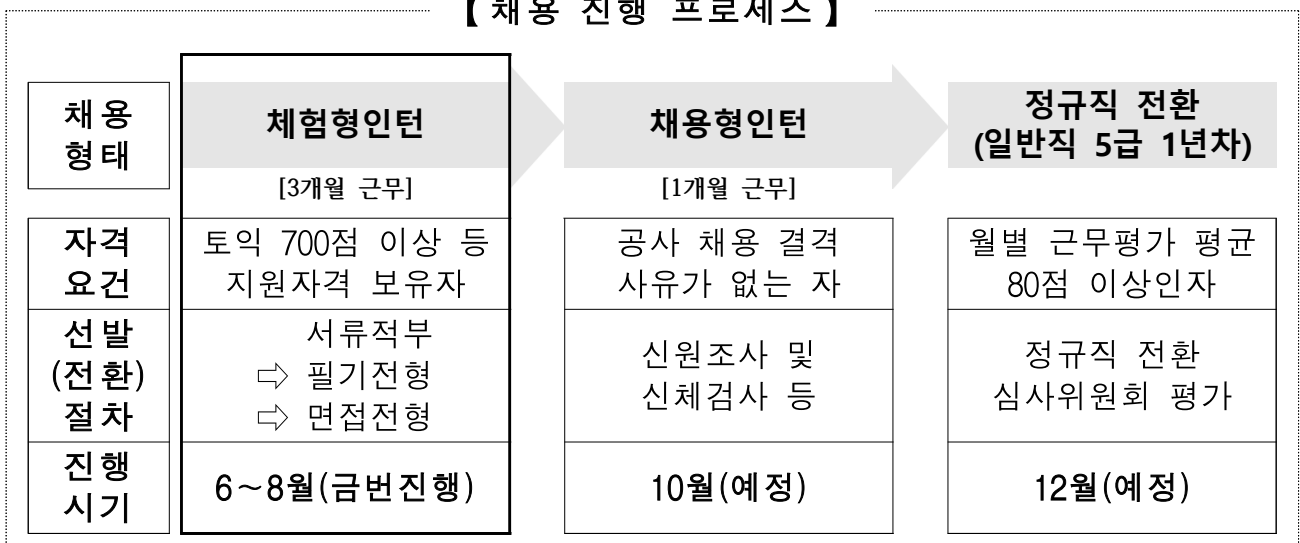 【 채용 진행 프로세스 】
채용
형태
체험형인턴
[3개월 근무]
채용형인턴
[1개월 근무]
정규직 전환
(일반직 5급 1년차)
자격
요건
토익 700점 이상 등
지원자격 보유자
공사 채용 결격
사유가 없는 자
월별 근무평가 평균
80점 이상인자
선발
(전환)
절차
서류적부
⇨ 필기전형
⇨ 면접전형
신원조사 및
신체검사 등
정규직 전환
심사위원회 평가
진행
시기
6~8월(금번진행)
10월(예정)
12월(예정)